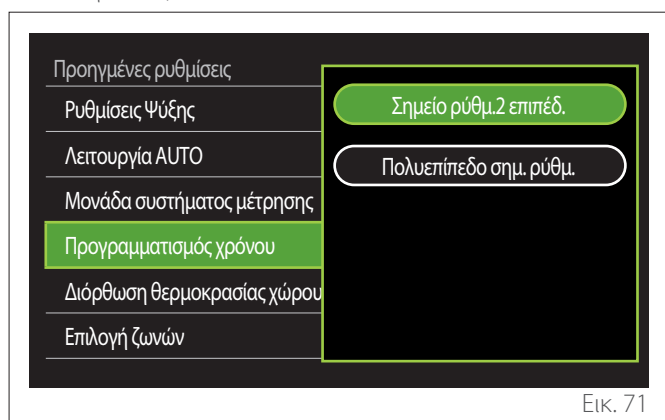 Προηγμένες ρυθμίσεις
Ρυθμίσεις Ψύξης
Λειτουργία AUTO
Μονάδα συστήματος μέτρησης
Προγραμματισμός χρόνου
Διόρθωση θερμοκρασίας χώρου
Επιλογή ζωνών
Σημείο ρύθμ.2 επιπέδ.
Πολυεπίπεδο σημ. ρύθμ.
Εικ. 71